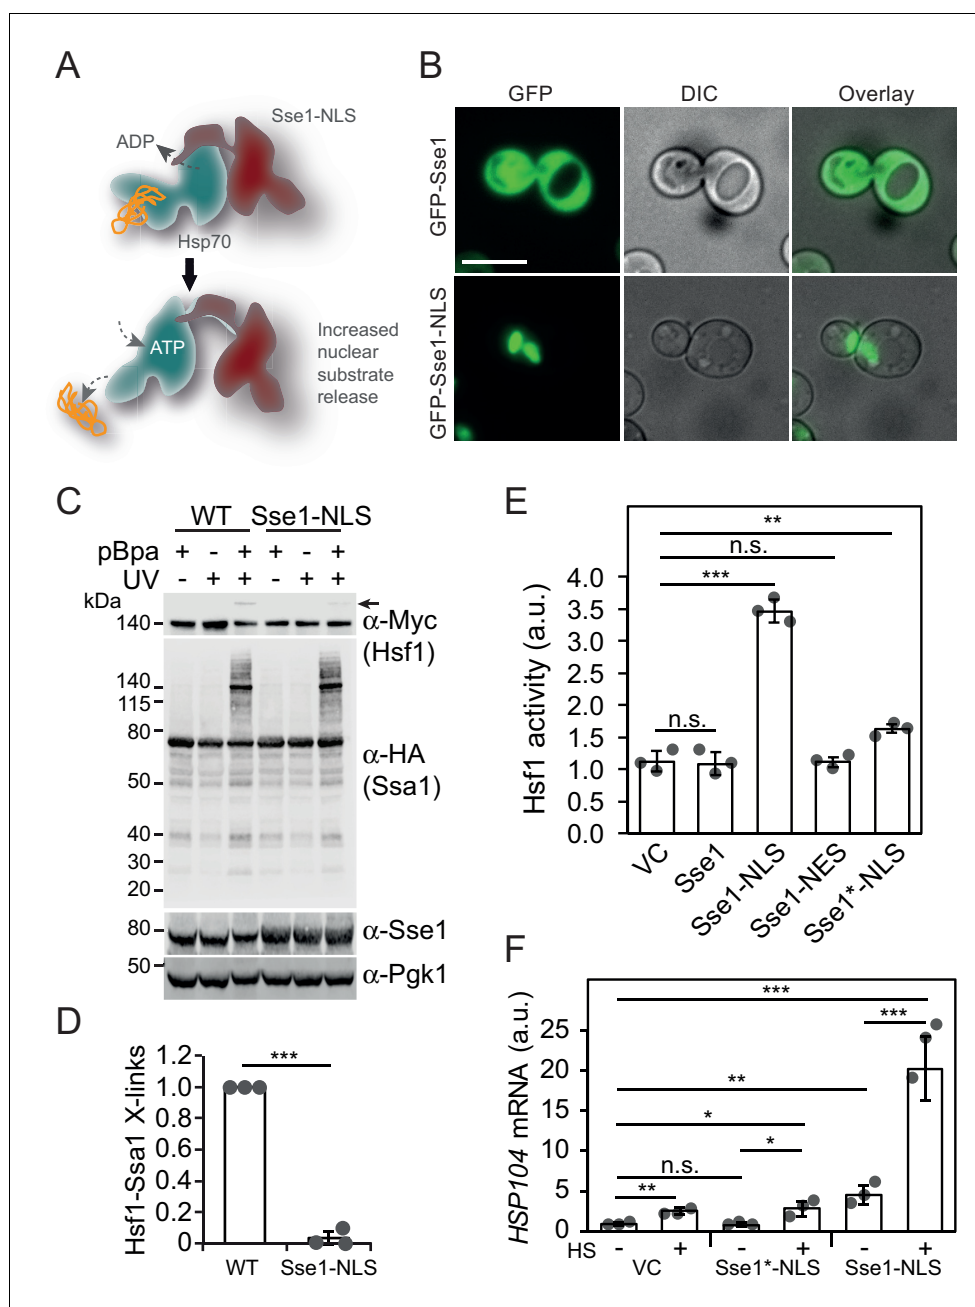 A
Sse1-NLS
ADP
Hsp70
ATP
Increased
nuclear
substrate
release
B
GFP DIC Overlay
GFP-Sse1
GFP-Sse1-NLS
C
WT Sse1-NLS
pBpa + - + + - +
UV - + + - + +
kDa
140
α-Myc
(Hsf1)
140
115
80
50
40
30
20
α-HA
(Ssa1)
80
α-Sse1
50
α-Pgk1
D
Hsf1-Ssa1 X-links
1.2
1.0
0.8
0.6
0.4
0.2
0
***
WT Sse1-NLS
E
Hsf1 activity (a.u.)
4.0
3.5
3.0
2.5
2.0
1.5
1.0
0.5
0.0
**
n.s.
***
n.s.
VC Sse1 Sse1-NLS Sse1-NES Sse1*-NLS
F
HSP104 mRNA (a.u.)
25
20
15
10
5
0
***
***
**
*
*
n.s.
**
HS - + - + - +
VC Sse1*-NLS Sse1-NLS